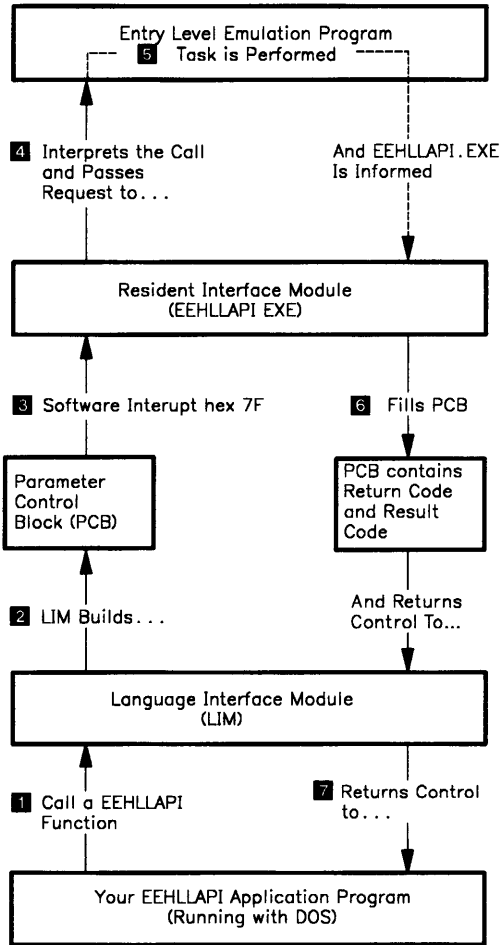 Entry Level Emulation Program
5 Task is Performed
4 Interprets the Call
and Passes
Request to...
And EEHLLAPI.EXE
Is Informed
Resident Interface Module
(EEHLLAPI EXE)
3 Software Interupt hex 7F
6 Fills PCB
Parameter
Control
Block (PCB)
PCB contains
Return Code
and Result
Code
2 LIM Builds...
And Returns
Control To...
Language Interface Module
(LIM)
1 Call a EEHLLAPI
Function
7 Returns Control
to...
Your EEHLLAPI Application Program
(Running with DOS)